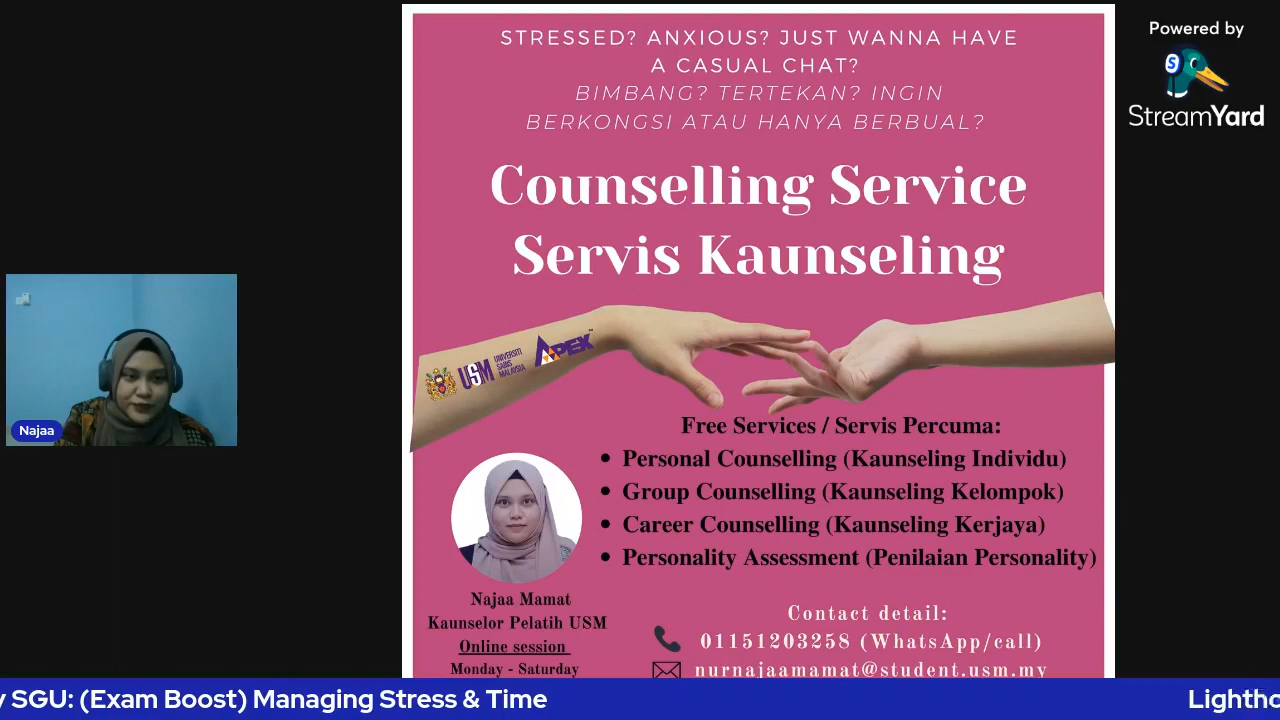 STRESSED? ANXIOUS? JUST WANNA HAVE
A CASUAL CHAT?
BIMBANG? TERTEKAN? INGIN
BERKONGSI ATAU HANYA BERBUAL?
Counselling Service
Servis Kaunseling
USM
UNIVERSITI
SAINS
MALAYSIA
APEX
Free Services / Servis Percuma:
• Personal Counselling (Kaunseling Individu)
• Group Counselling (Kaunseling Kelompok)
• Career Counselling (Kaunseling Kerjaya)
• Personality Assessment (Penilaian Personality)
Najaa Mamat
Kaunselor Pelatih USM
Online session
Monday - Saturday
Contact detail:
01151203258 (WhatsApp/call)
nurnajaamamat@student.usm.my
Najaa
Powered by
StreamYard
y SGU: (Exam Boost) Managing Stress & Time
Lightho